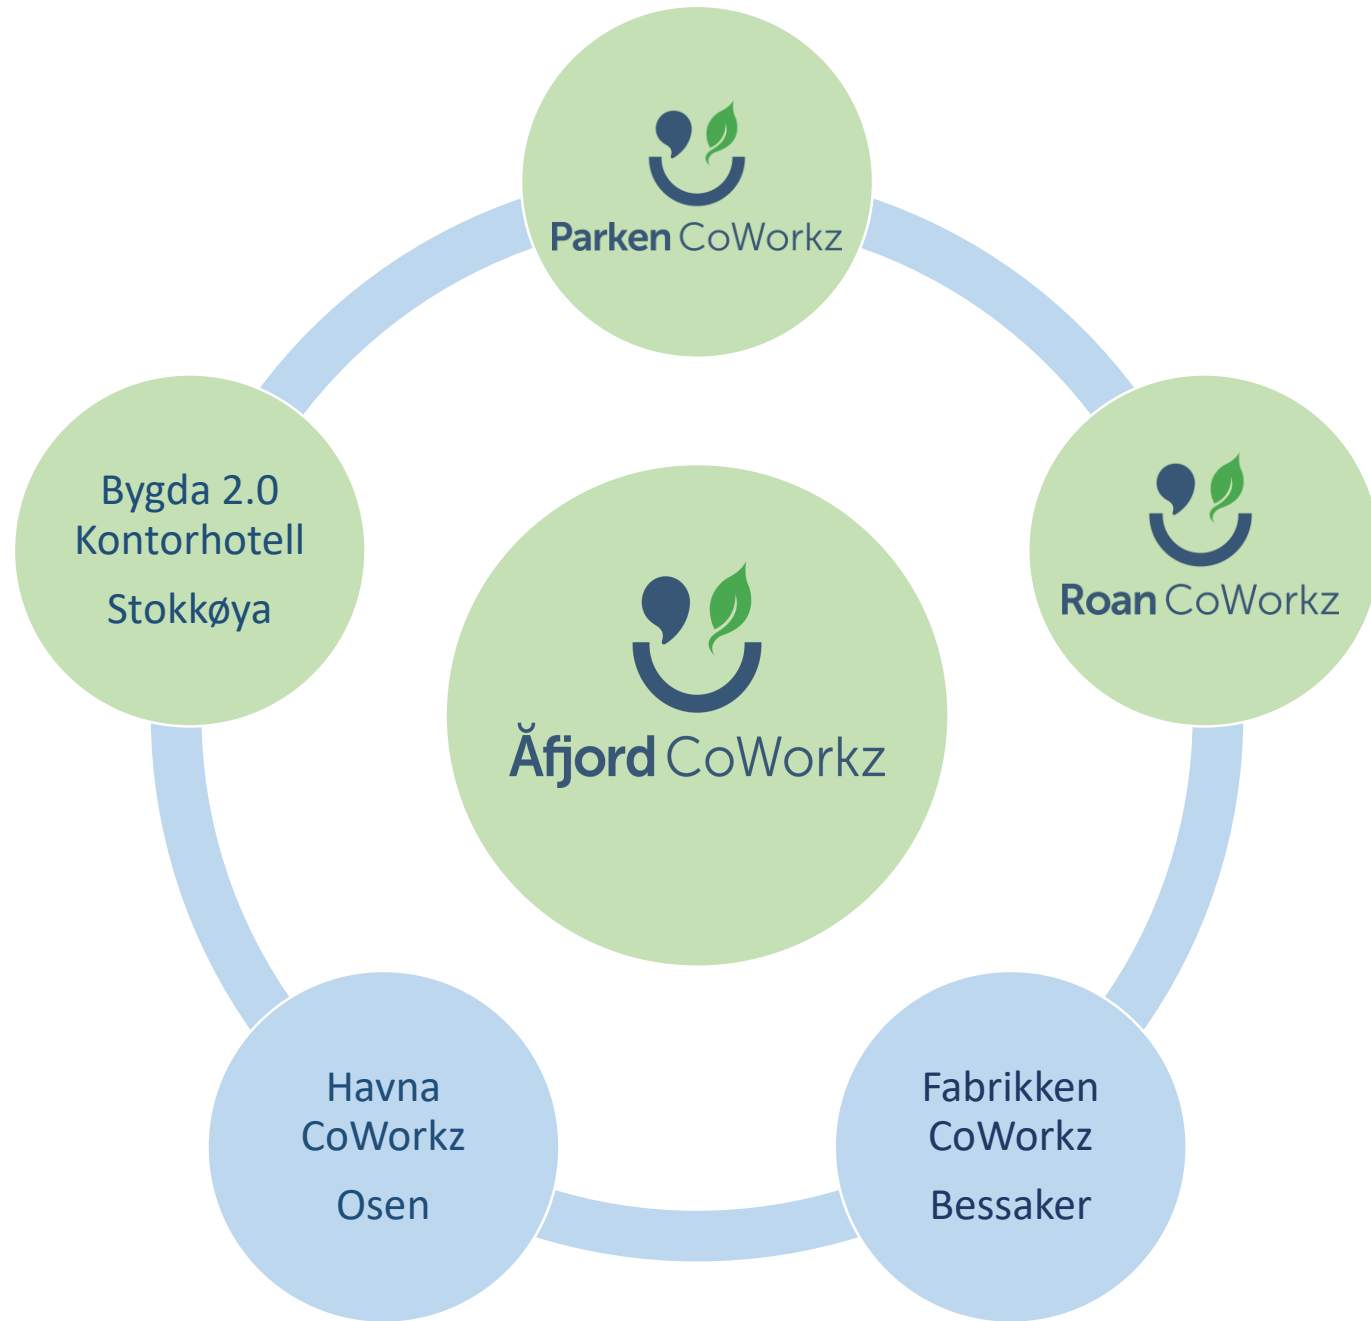 Parken CoWorkz
Bygda 2.0
Kontorhotell
Stokkøya
Roan CoWorkz
Åfjord CoWorkz
Havna
CoWorkz
Osen
Fabrikken
CoWorkz
Bessaker